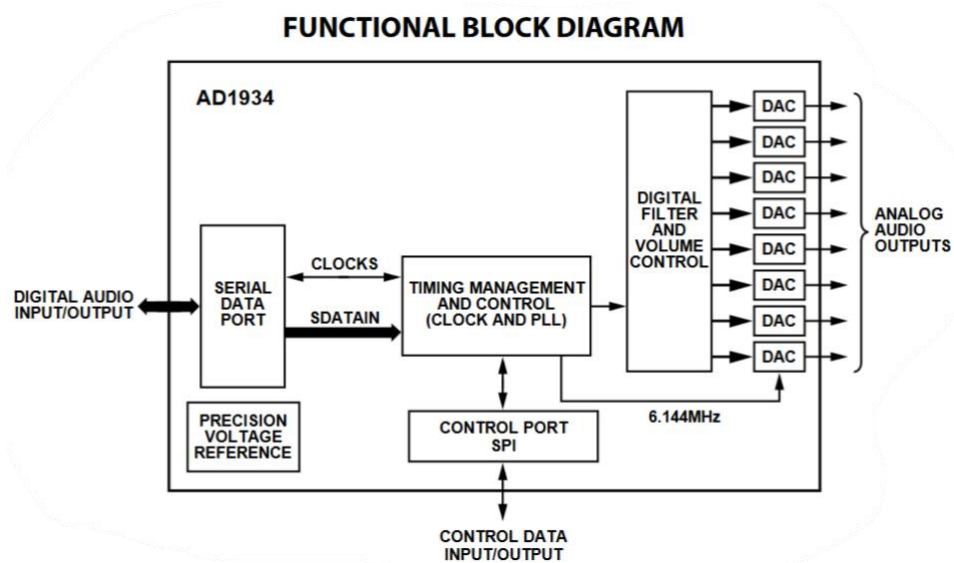 FUNCTIONAL BLOCK DIAGRAM
AD1934
DIGITAL AUDIO
INPUT/OUTPUT
SERIAL
DATA
PORT
CLOCKS
SDATAIN
TIMING MANAGEMENT
AND CONTROL
(CLOCK AND PLL)
DIGITAL
FILTER
AND
VOLUME
CONTROL
DAC
DAC
DAC
DAC
DAC
DAC
DAC
DAC
ANALOG
AUDIO
OUTPUTS
6.144MHz
PRECISION
VOLTAGE
REFERENCE
CONTROL PORT
SPI
CONTROL DATA
INPUT/OUTPUT